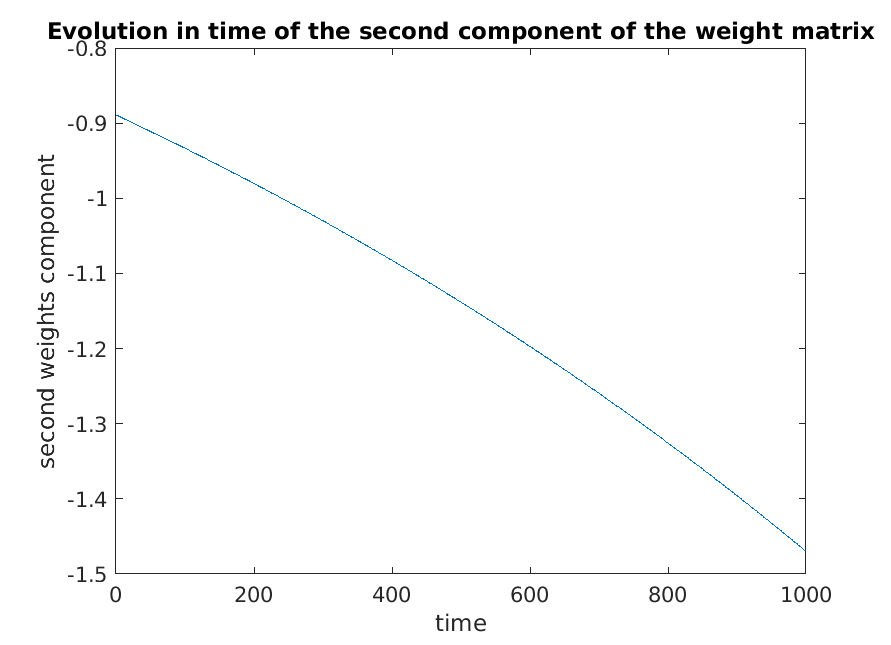 Evolution in time of the second component of the weight matrix
-0.8
-0.9
-1
-1.1
-1.2
-1.3
-1.4
-1.5
second weights component
0 200 400 600 800 1000
time